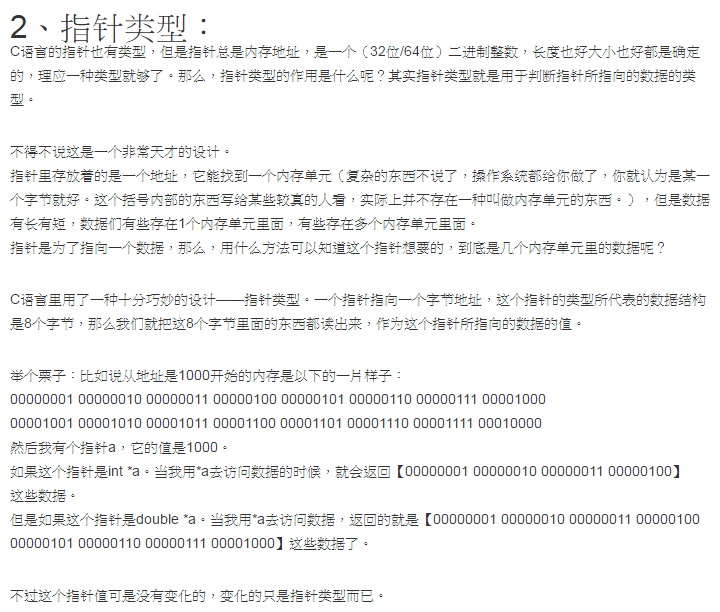 2、指针类型：
C语言的指针也有类型，但是指针总是内存地址，是一个（32位/64位）二进制整数，长度也好大小也好都是确定
的，理应一种类型就够了。那么，指针类型的作用是什么呢？其实指针类型就是用于判断指针所指向的数据的类
型。
不得不说这是一个非常天才的设计。
指针里存放着的是一个地址，它能找到一个内存单元（复杂的东西不说了，操作系统都给你做了，你就认为是某一
个字节就好。这个括号内部的东西写给某些较真的人看，实际上并不存在一种叫做内存单元的东西。），但是数据
有长有短，数据们有些存在1个内存单元里面，有些存在多个内存单元里面。
指针是为了指向一个数据，那么，用什么方法可以知道这个指针想要的，到底是几个内存单元里的数据呢？
C语言里用了一种十分巧妙的设计——指针类型。一个指针指向一个字节地址，这个指针的类型所代表的数据结构
是8个字节，那么我们就把这8个字节里面的东西都读出来，作为这个指针所指向的数据的值。
举个栗子：比如说从地址是1000开始的内存是以下的一片样子：
00000001 00000010 00000011 00000100 00000101 00000110 00000111 00001000
00001001 00001010 00001011 00001100 00001101 00001110 00001111 00010000
然后我有个指针a，它的值是1000。
如果这个指针是int *a。当我用*a去访问数据的时候，就会返回【00000001 00000010 00000011 00000100】
这些数据。
但是如果这个指针是double *a。当我用*a去访问数据，返回的就是【00000001 00000010 00000011 00000100
00000101 00000110 00000111 00001000】这些数据了。
不过这个指针值可是没有变化的，变化的只是指针类型而已。